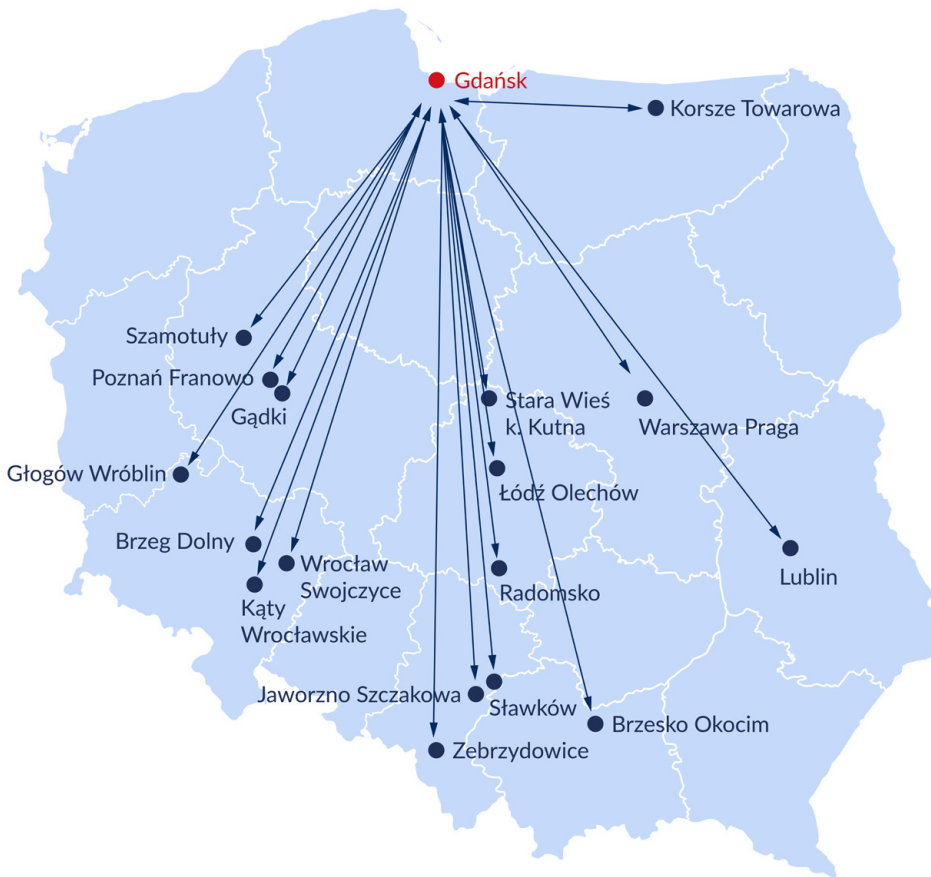 Gdańsk
Korsze Towarowa
Szamotuły
Poznań Franowo
Gądki
Stara Wieś
k. Kutna
Warszawa Praga
Głogów Wróblin
Łódź Olechów
Brzeg Dolny
Wrocław
Swojczyce
Kąty
Wrocławskie
Radomsko
Lublin
Jaworzno Szczakowa
Sławków
Brzesko Okocim
Zebrzydowice